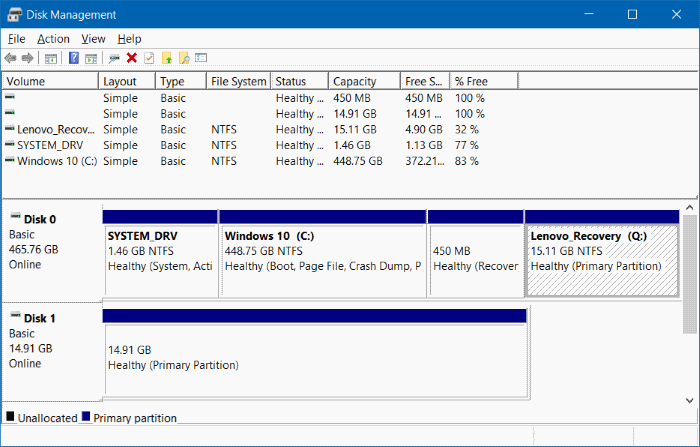 Disk Management
File Action View Help
Volume Layout Type File System Status Capacity Free S... % Free
Simple Basic Healthy ... 450 MB 450 MB 100 %
Simple Basic Healthy ... 14.91 GB 14.91 ... 100 %
Lenovo_Recov... Simple Basic NTFS Healthy ... 15.11 GB 4.90 GB 32 %
SYSTEM_DRV Simple Basic NTFS Healthy ... 1.46 GB 1.13 GB 77 %
Windows 10 (C:) Simple Basic NTFS Healthy ... 448.75 GB 372.21... 83 %
Disk 0
Basic
465.76 GB
Online
SYSTEM_DRV
1.46 GB NTFS
Healthy (System, Acti
Windows 10 (C:)
448.75 GB NTFS
Healthy (Boot, Page File, Crash Dump, P
450 MB
Healthy (Recover
Lenovo_Recovery (Q:)
15.11 GB NTFS
Healthy (Primary Partition)
Disk 1
Basic
14.91 GB
Online
14.91 GB
Healthy (Primary Partition)
Unallocated Primary partition